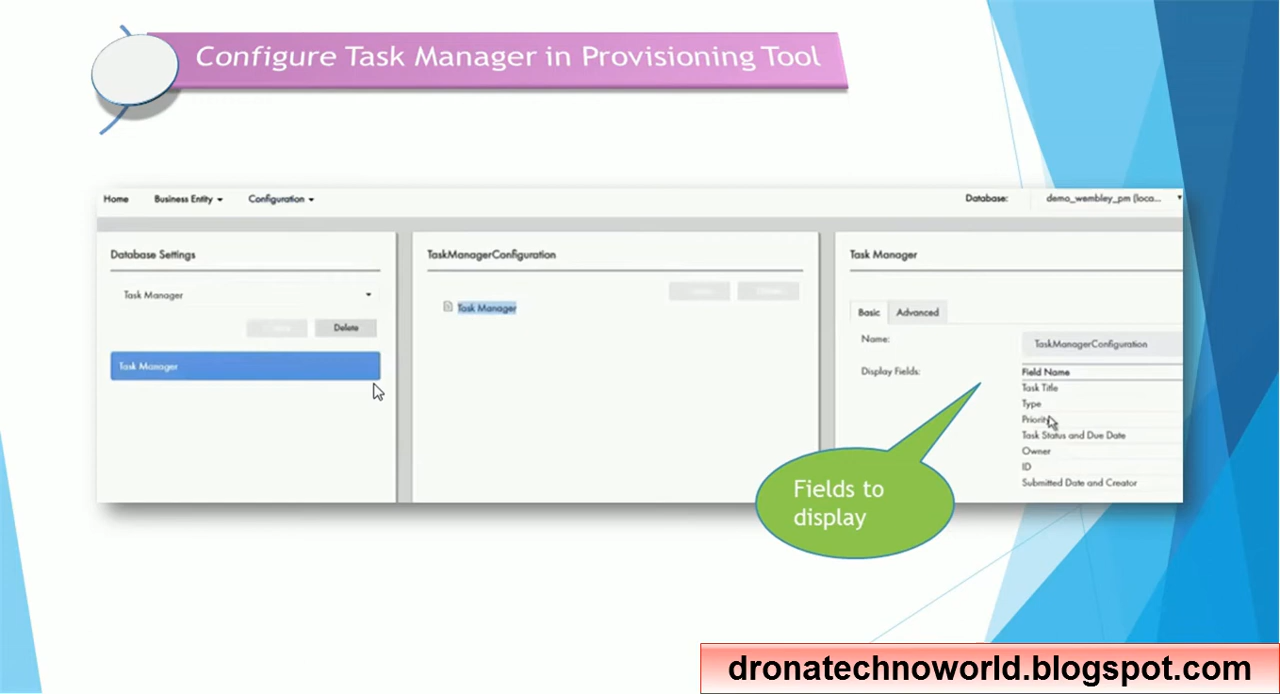 Configure Task Manager in Provisioning Tool
Home Business Entity Configuration Database: demo_wembley_pm (loca...
Database Settings
Task Manager
Delete
Task Manager
TaskManagerConfiguration
Task Manager
Task Manager
Basic Advanced
Name: TaskManagerConfiguration
Display Fields: Field Name
Task Title
Type
Priority
Task Status and Due Date
Owner
ID
Submitted Date and Creator
Fields to
display
dronatechnoworld.blogspot.com